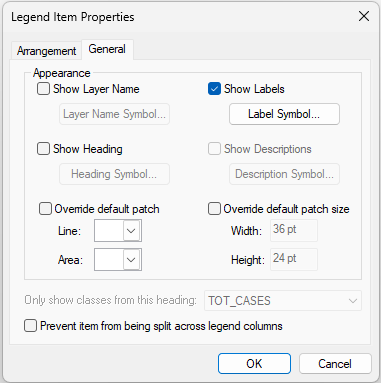 Legend Item Properties
Arrangement General
Appearance
Show Layer Name Show Labels
Layer Name Symbol... Label Symbol...
Show Heading Show Descriptions
Heading Symbol... Description Symbol...
Override default patch Override default patch size
Line: Width: 36 pt
Area: Height: 24 pt
Only show classes from this heading: TOT_CASES
Prevent item from being split across legend columns
OK Cancel